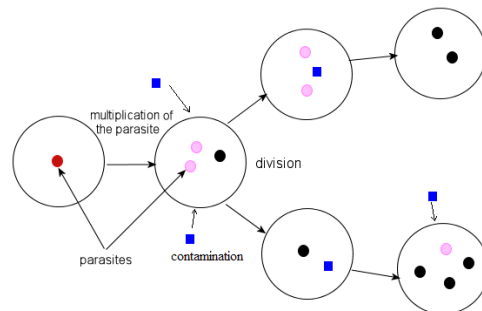 multiplication of
the parasite
division
parasites
contamination